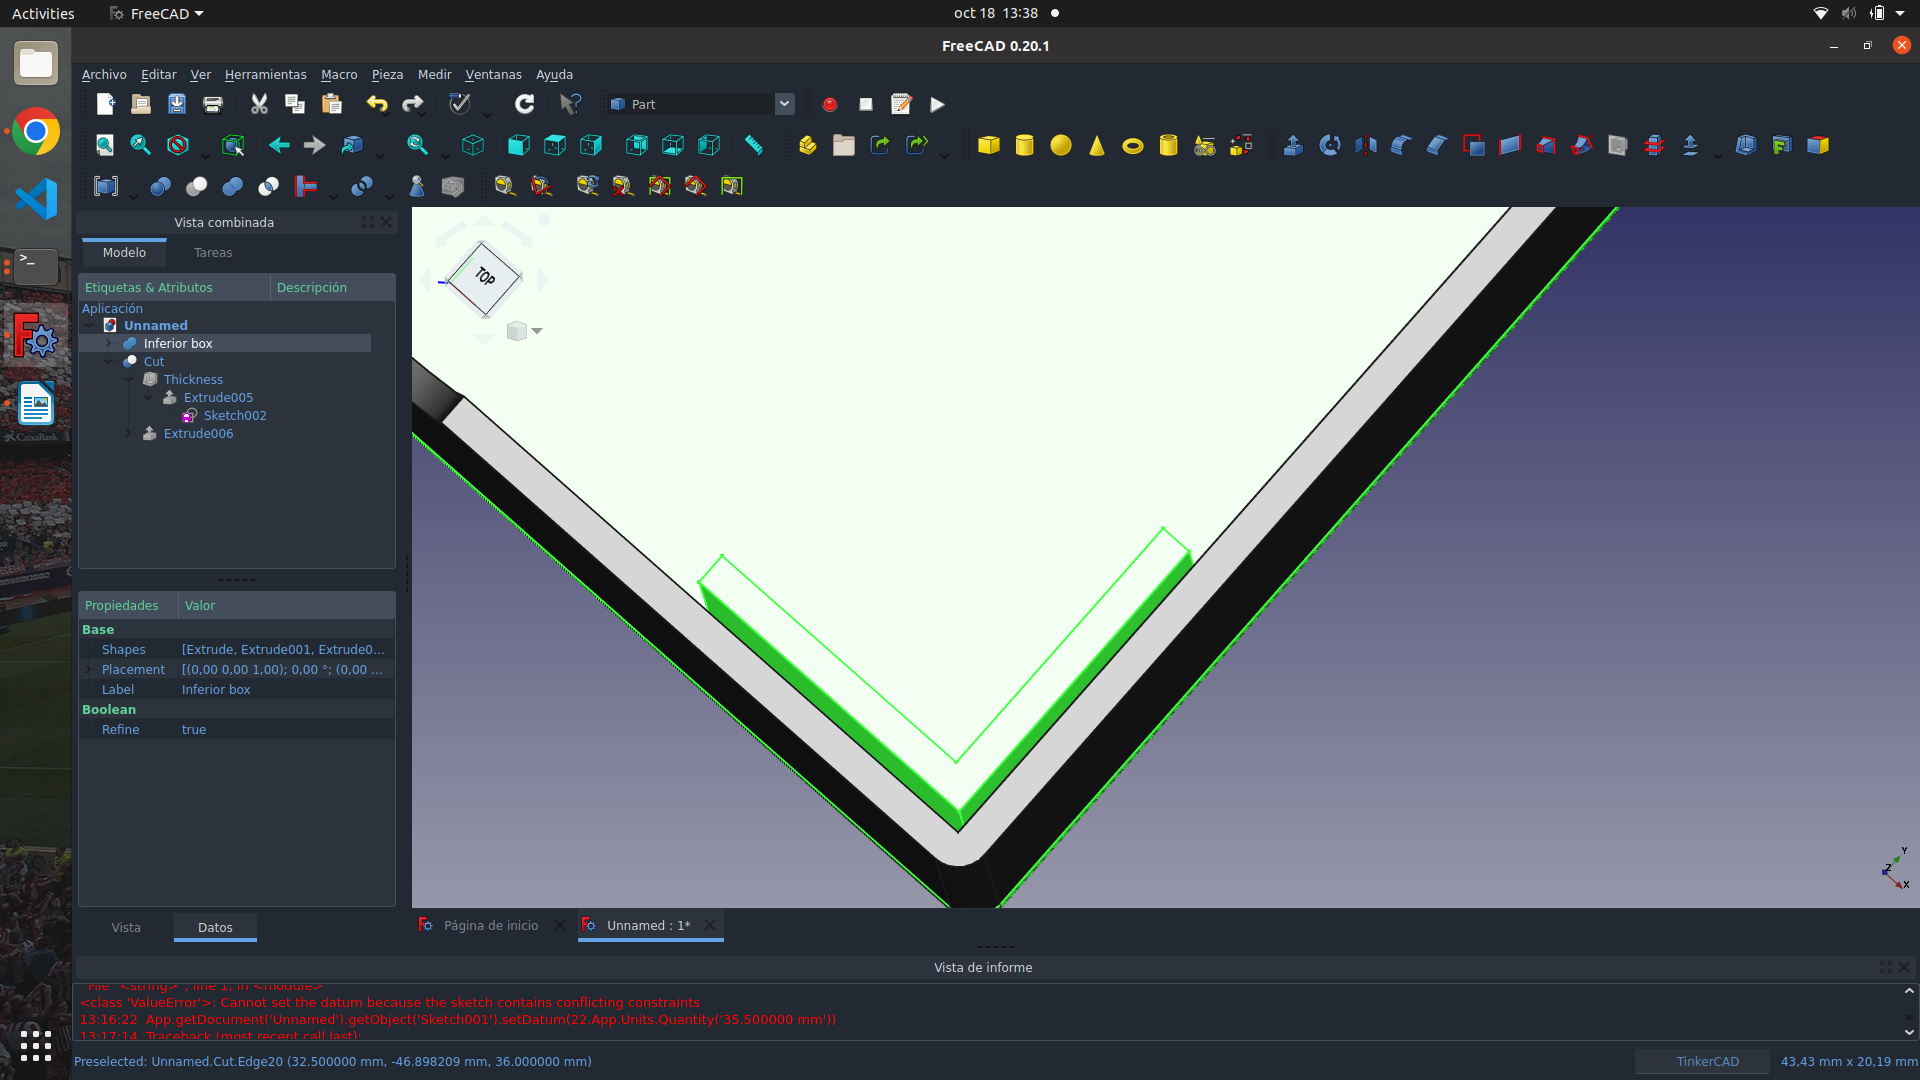 Activities
FreeCAD
oct 18 13:38
FreeCAD 0.20.1
Archivo Editar Ver Herramientas Macro Pieza Medir Ventanas Ayuda
Part
Vista combinada
Modelo Tareas
Etiquetas & Atributos Descripción
Aplicación
Unnamed
Inferior box
Cut
Thickness
Extrude005
Sketch002
Extrude006
TOP
Propiedades Valor
Base
Shapes [Extrude, Extrude001, Extrude0...
Placement [(0,00 0,00 1,00); 0,00 °; (0,00 ...
Label Inferior box
Boolean
Refine true
Y
Z
X
Vista Datos
Página de inicio Unnamed : 1*
Vista de informe
File "<string>", line 1, in <module>
<class 'ValueError'>: Cannot set the datum because the sketch contains conflicting constraints
13:16:22 App.getDocument('Unnamed').getObject('Sketch001').setDatum(22,App.Units.Quantity('35.500000 mm'))
13:17:14 Traceback (most recent call last):
Preselected: Unnamed.Cut.Edge20 (32.500000 mm, -46.898209 mm, 36.000000 mm)
TinkerCAD
43,43 mm x 20,19 mm